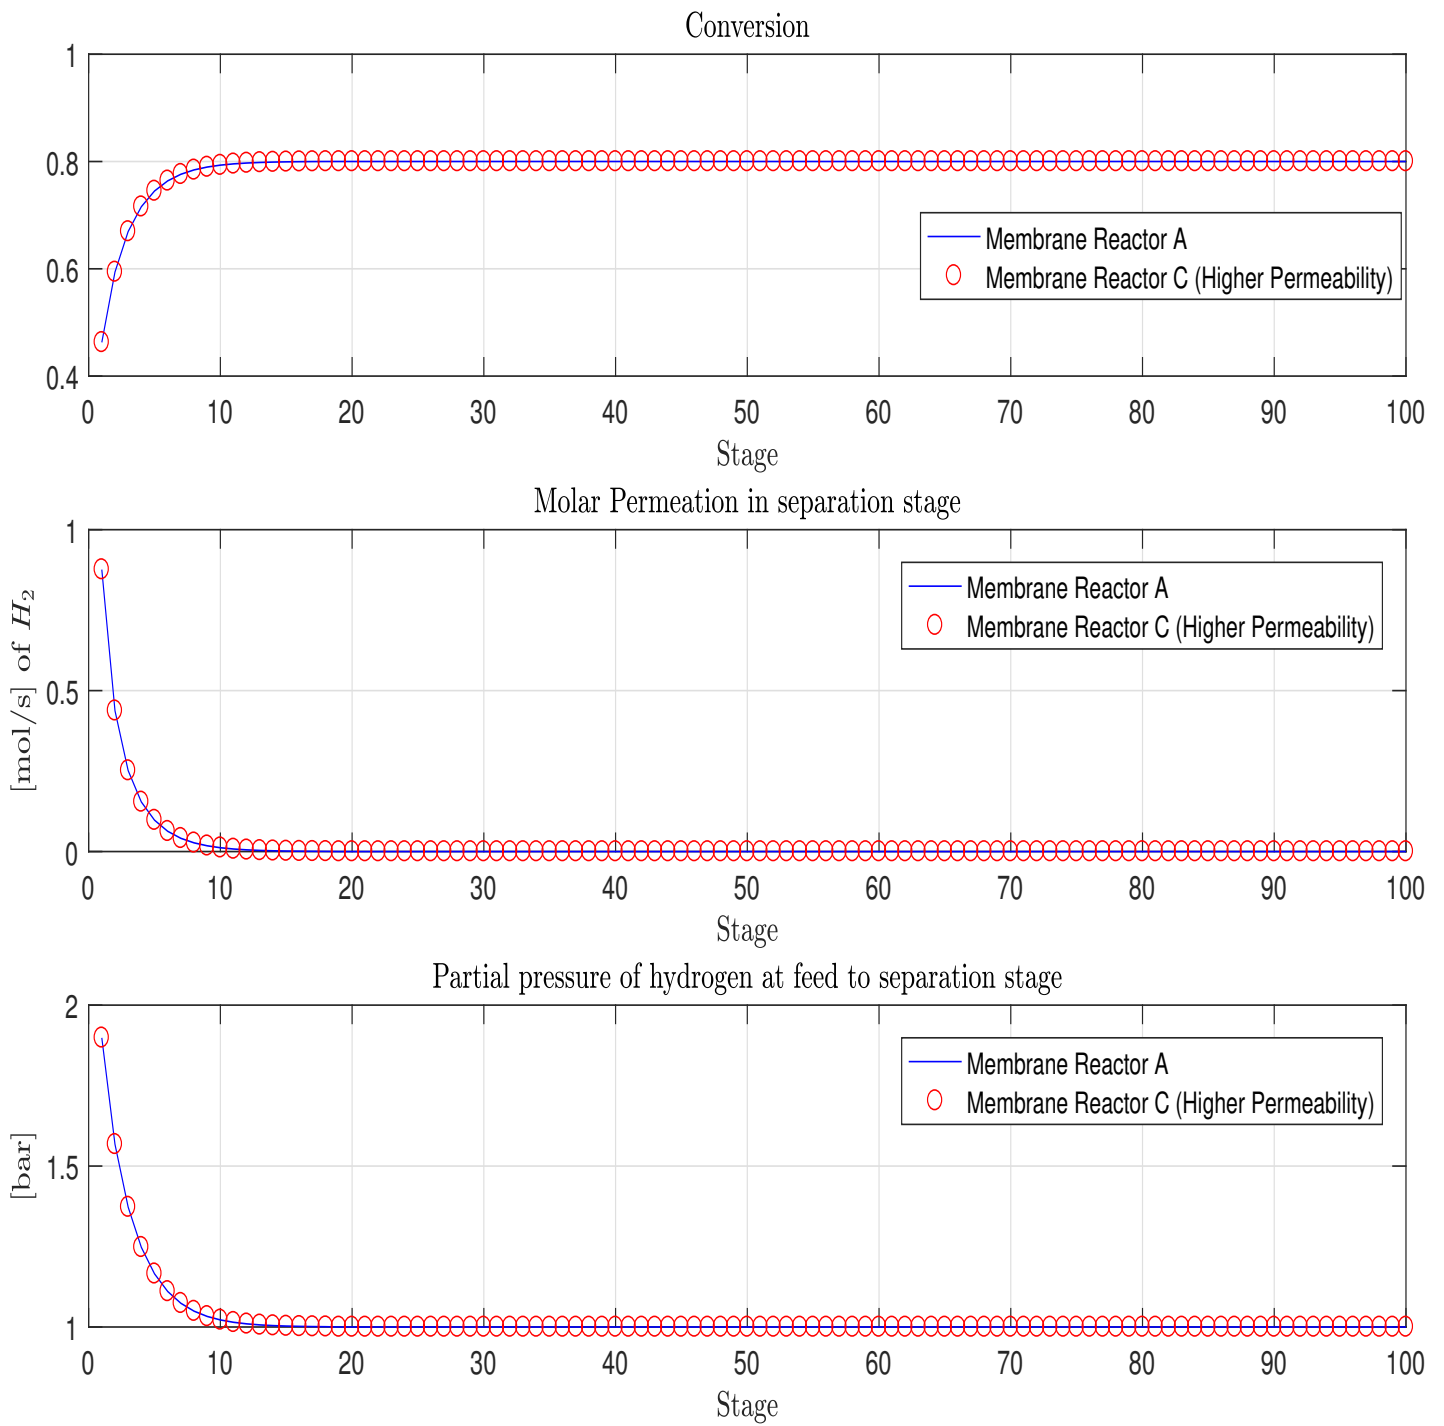 Conversion
1
0.8
0.6
0.4
Membrane Reactor A
Membrane Reactor C (Higher Permeability)
0 10 20 30 40 50 60 70 80 90 100
Stage
Molar Permeation in separation stage
[mol/s] of H2
1
0.5
0
Membrane Reactor A
Membrane Reactor C (Higher Permeability)
0 10 20 30 40 50 60 70 80 90 100
Stage
Partial pressure of hydrogen at feed to separation stage
[bar]
2
1.5
1
Membrane Reactor A
Membrane Reactor C (Higher Permeability)
0 10 20 30 40 50 60 70 80 90 100
Stage